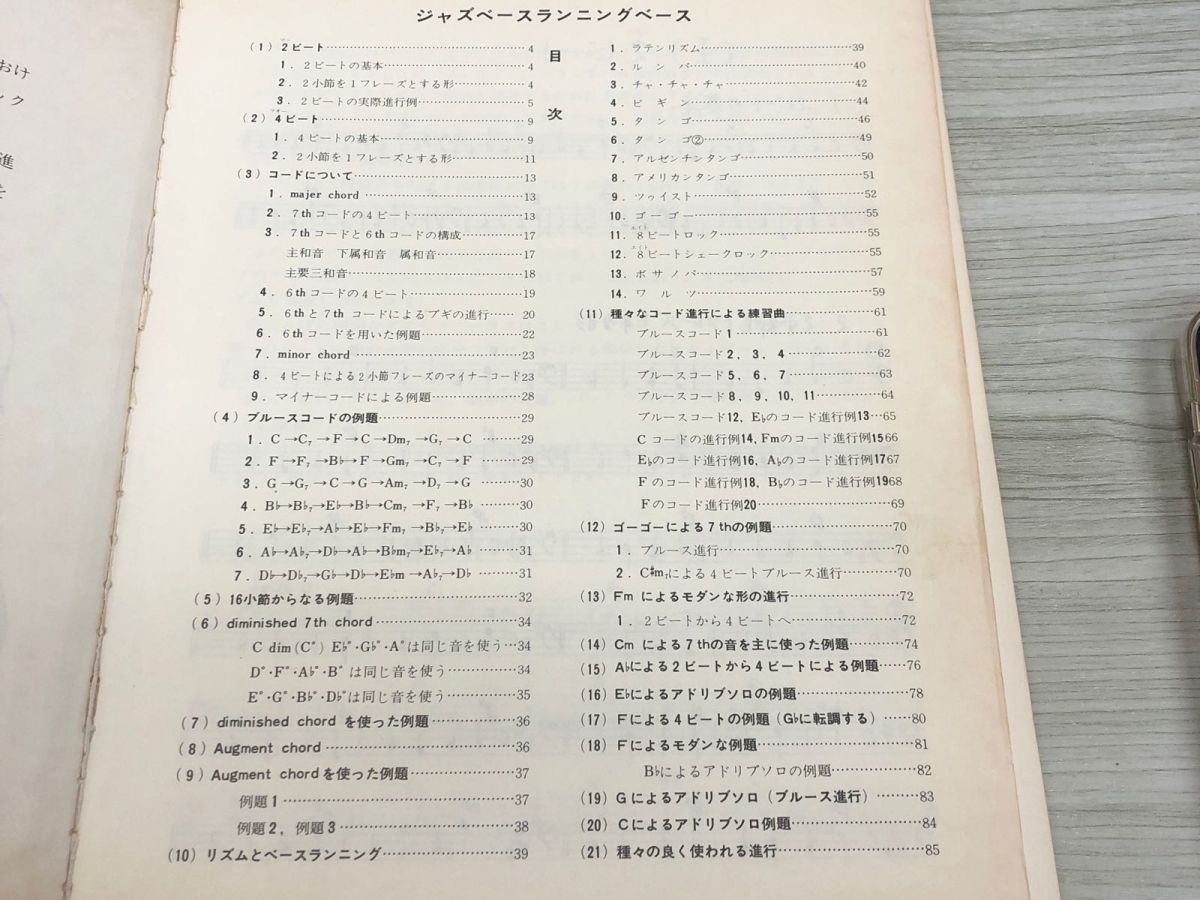 おけ
ック
進
を
ジャズベースランニングベース
目
次
(1) 2ビート……4
1. 2ビートの基本……4
2. 2小節を1フレーズとする形……4
3. 2ビートの実際進行例……5
(2) 4ビート……9
1. 4ビートの基本……9
2. 2小節を1フレーズとする形……11
(3) コードについて……13
1. majer chord……13
2. 7thコードの4ビート……13
3. 7thコードと6thコードの構成……17
主和音 下属和音 属和音……17
主要三和音……18
4. 6thコードの4ビート……19
5. 6thと7thコードによるブギの進行……20
6. 6thコードを用いた例題……22
7. minor chord……23
8. 4ビートによる2小節フレーズのマイナーコード23
9. マイナーコードによる例題……28
(4) ブルースコードの例題……29
1. C→C7→F→C→Dm7→G7→C……29
2. F→F7→B♭→F→Gm7→C7→F……29
3. G→G7→C→G→Am7→D7→G……30
4. B♭→B♭7→E♭→B♭→Cm7→F7→B♭……30
5. E♭→E♭7→A♭→E♭→Fm7→B♭7→E♭……30
6. A♭→A♭7→D♭→A♭→B♭m7→E♭7→A♭……31
7. D♭→D♭7→G♭→D♭→E♭m→A♭7→D♭……31
(5) 16小節からなる例題……32
(6) diminished 7th chord……34
C dim(C°) E♭°・G♭°・A°は同じ音を使う…34
D°・F°・A♭°・B°は同じ音を使う……34
E°・G°・B♭°・D♭°は同じ音を使う……35
(7) diminished chord を使った例題……36
(8) Augment chord……36
(9) Augment chordを使った例題……37
例題1……37
例題2, 例題3……38
(10) リズムとベースランニング……39
1. ラテンリズム……39
2. ルンバ……40
3. チャ・チャ・チャ……42
4. ビギン……44
5. タンゴ……46
6. タンゴ②……49
7. アルゼンチンタンゴ……50
8. アメリカンタンゴ……51
9. ツゥイスト……52
10. ゴーゴー……55
11. 8エイトビートロック……55
12. 8エイトビートシェークロック……55
13. ボサノバ……57
14. ワルツ……59
(11) 種々なコード進行による練習曲……61
ブルースコード1……61
ブルースコード2, 3, 4……62
ブルースコード5, 6, 7……63
ブルースコード8, 9, 10, 11……64
ブルースコード12, E♭のコード進行例13…65
Cコードの進行例14, Fmのコード進行例15 66
E♭のコード進行例16, A♭のコード進行例17 67
Fのコード進行例18, B♭のコード進行例19 68
Fのコード進行例20……69
(12) ゴーゴーによる7thの例題……70
1. ブルース進行……70
2. C♯m7による4ビートブルース進行……70
(13) Fmによるモダンな形の進行……72
1. 2ビートから4ビートへ……72
(14) Cmによる7thの音を主に使った例題……74
(15) A♭による2ビートから4ビートによる例題……76
(16) E♭によるアドリブソロの例題……78
(17) Fによる4ビートの例題(G♭に転調する)……80
(18) Fによるモダンな例題……81
B♭によるアドリブソロの例題……82
(19) Gによるアドリブソロ(ブルース進行)……83
(20) Cによるアドリブソロ例題……84
(21) 種々の良く使われる進行……85